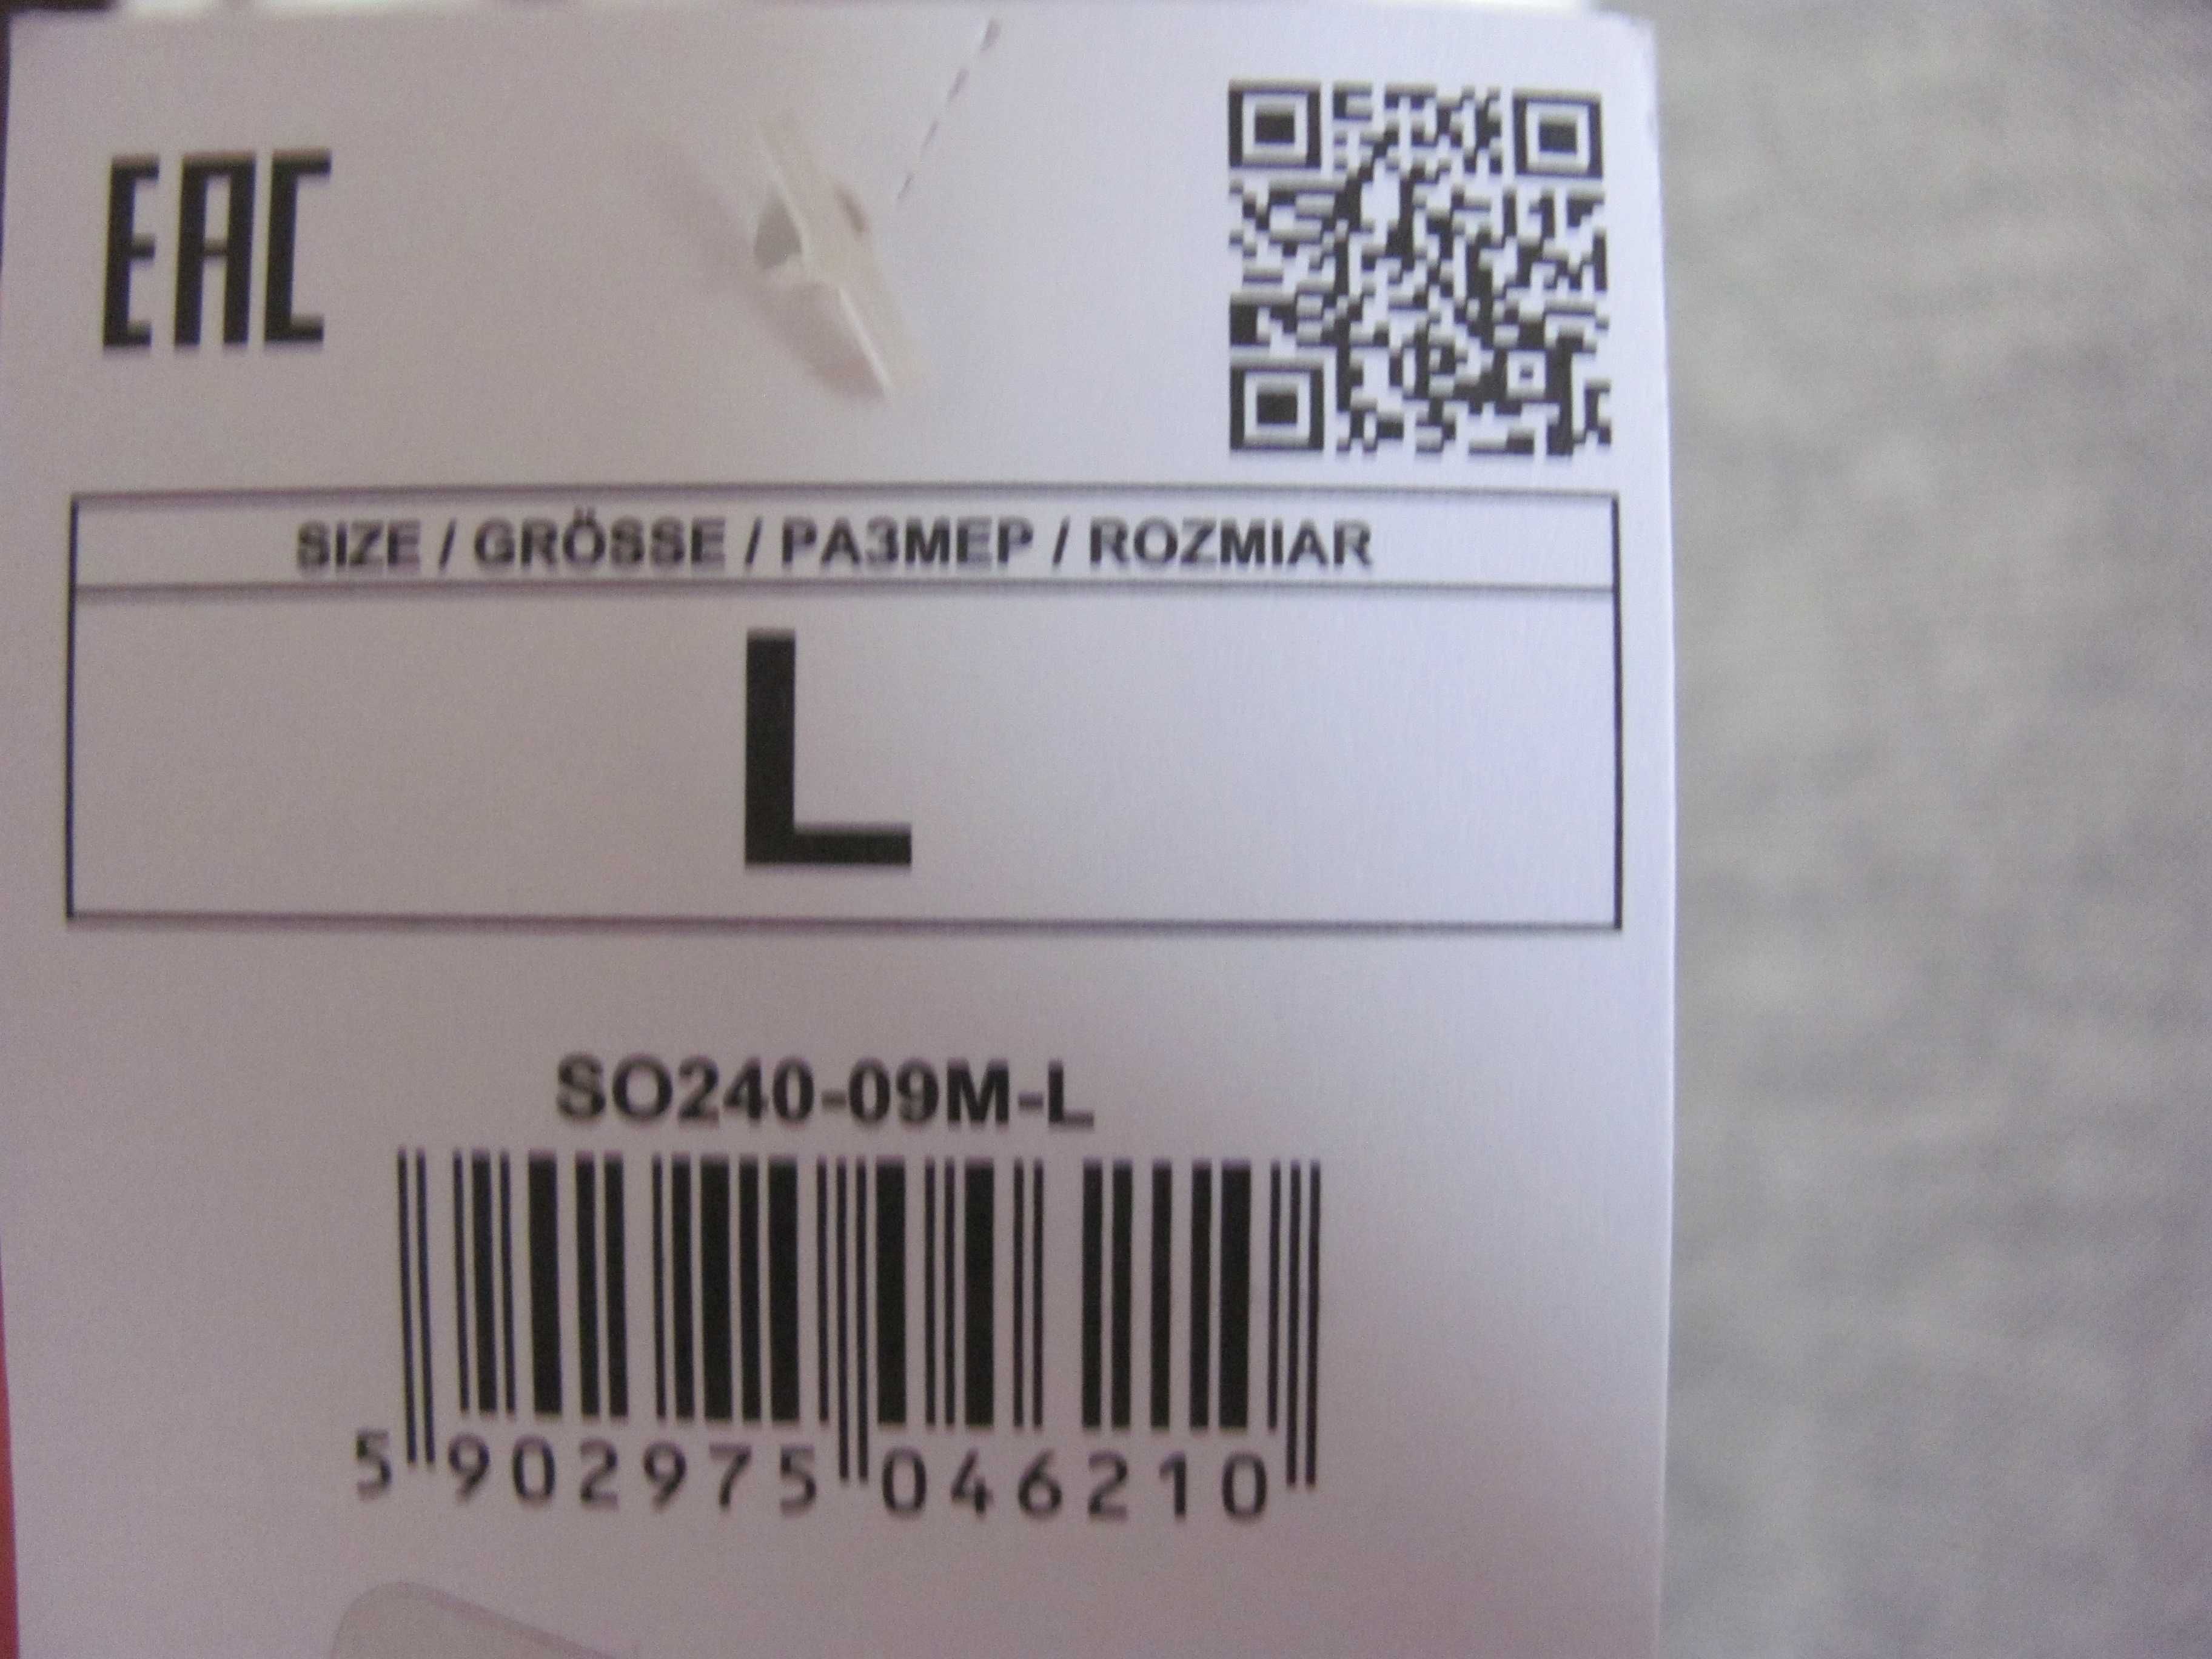 EAC
SIZE / GRÖSSE / РАЗМЕР / ROZMIAR
L
SO240-09M-L
5 902975 046210